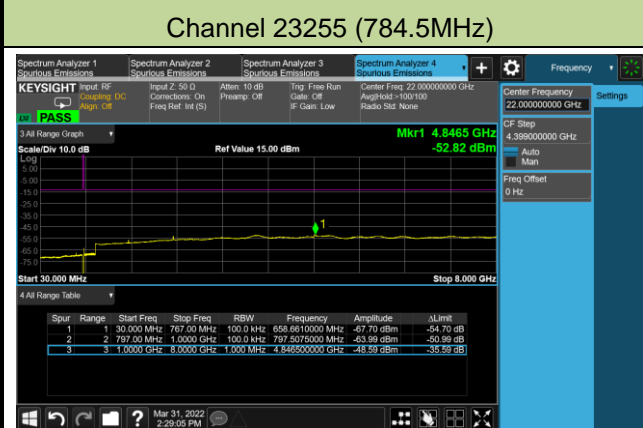 Channel 23255 (784.5MHz)
Spectrum Analyzer 1
Spurious Emissions
Spectrum Analyzer 2
Spurious Emissions
Spectrum Analyzer 3
Spurious Emissions
Spectrum Analyzer 4
Spurious Emissions
+
Frequency
KEYSIGHT
Input: RF
Coupling: DC
Align: Off
Input Z: 50 Ω
Corrections: On
Freq Ref: Int (S)
Atten: 10 dB
Preamp: Off
Trig: Free Run
Gate: Off
IF Gain: Low
Center Freq: 22.000000000 GHz
Avg|Hold:>100/100
Radio Std: None
PASS
Center Frequency
22.000000000 GHz
Settings
CF Step
4.399000000 GHz
Auto
Man
Freq Offset
0 Hz
3 All Range Graph
Mkr1 4.8465 GHz
Scale/Div 10.0 dB
Ref Value 15.00 dBm
-52.82 dBm
Log
5.00
-5.00
-15.0
-25.0
-35.0
-45.0
-55.0
-65.0
-75.0
1
Start 30.000 MHz
Stop 8.000 GHz
4 All Range Table
Spur Range Start Freq Stop Freq RBW Frequency Amplitude ΔLimit
1 1 30.000 MHz 767.00 MHz 100.0 kHz 658.6610000 MHz -67.70 dBm -54.70 dB
2 2 797.00 MHz 1.0000 GHz 100.0 kHz 797.5075000 MHz -63.99 dBm -50.99 dB
3 3 1.0000 GHz 8.0000 GHz 1.000 MHz 4.846500000 GHz -48.59 dBm -35.59 dB
?
Mar 31, 2022
2:29:05 PM